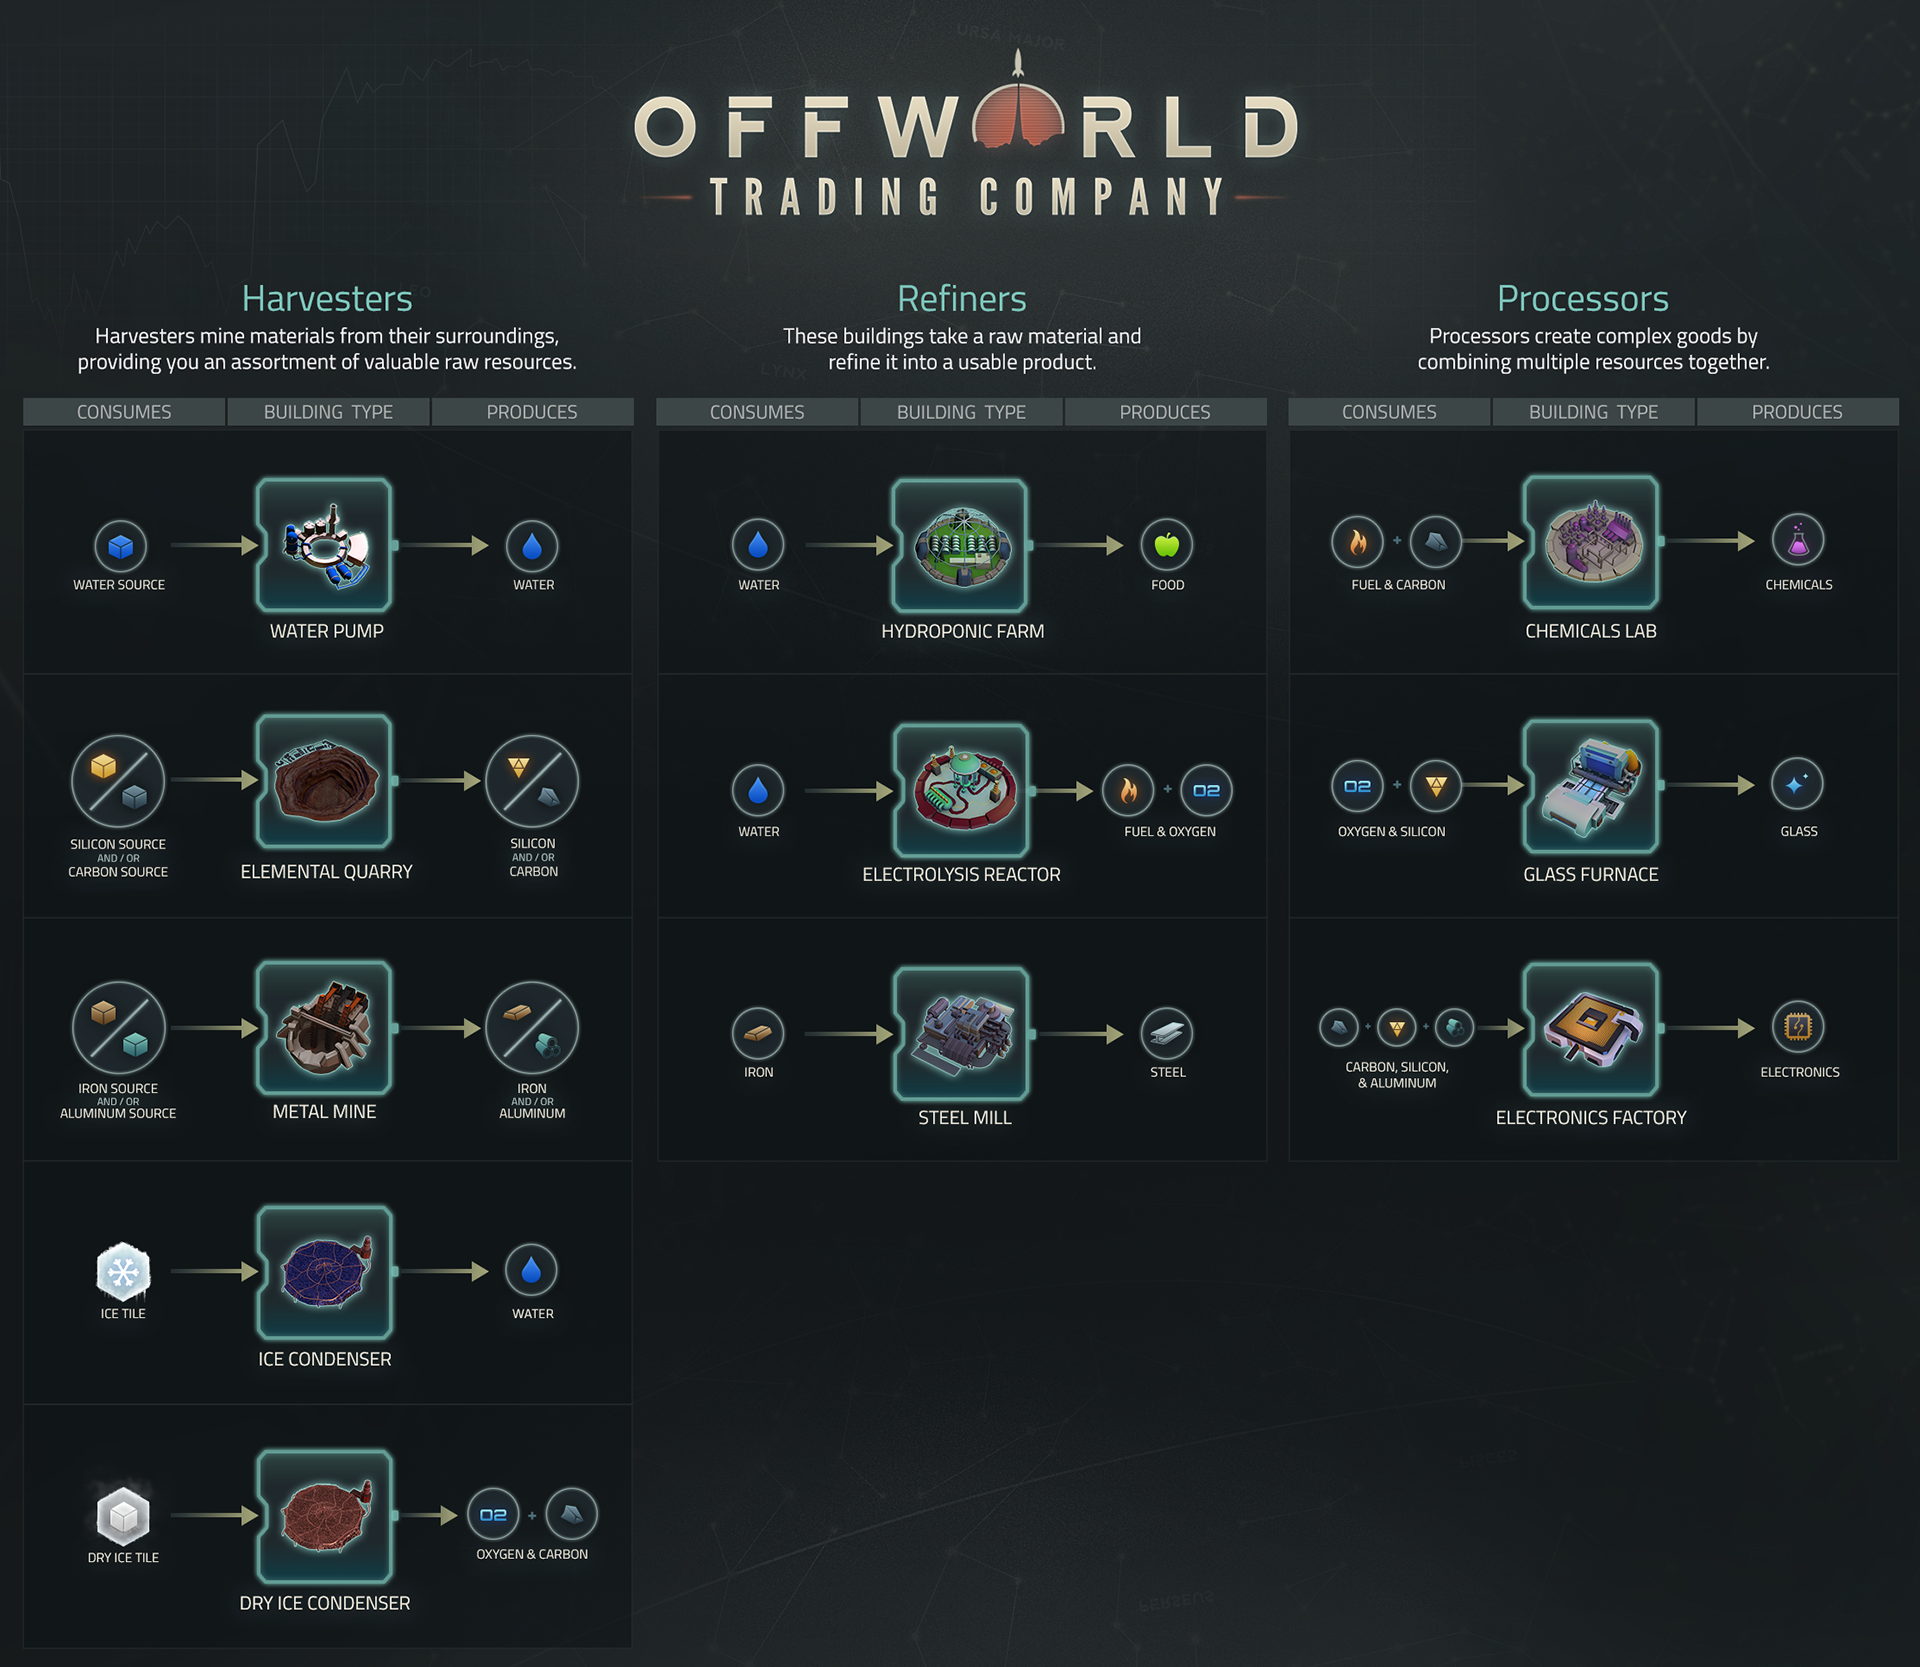 URSA MAJOR
OFFWORLD
TRADING COMPANY
Harvesters
Harvesters mine materials from their surroundings,
providing you an assortment of valuable raw resources.
CONSUMES
BUILDING TYPE
PRODUCES
WATER SOURCE
WATER PUMP
WATER
SILICON SOURCE
AND / OR
CARBON SOURCE
ELEMENTAL QUARRY
SILICON
AND / OR
CARBON
IRON SOURCE
AND / OR
ALUMINUM SOURCE
METAL MINE
IRON
AND / OR
ALUMINUM
ICE TILE
ICE CONDENSER
WATER
DRY ICE TILE
DRY ICE CONDENSER
O2 +
OXYGEN & CARBON
Refiners
These buildings take a raw material and
refine it into a usable product.
LYNX
CONSUMES
BUILDING TYPE
PRODUCES
WATER
HYDROPONIC FARM
FOOD
WATER
ELECTROLYSIS REACTOR
+ O2
FUEL & OXYGEN
IRON
STEEL MILL
STEEL
Processors
Processors create complex goods by
combining multiple resources together.
CONSUMES
BUILDING TYPE
PRODUCES
+
FUEL & CARBON
CHEMICALS LAB
CHEMICALS
O2 +
OXYGEN & SILICON
GLASS FURNACE
GLASS
+ +
CARBON, SILICON,
& ALUMINUM
ELECTRONICS FACTORY
ELECTRONICS
PERSEUS